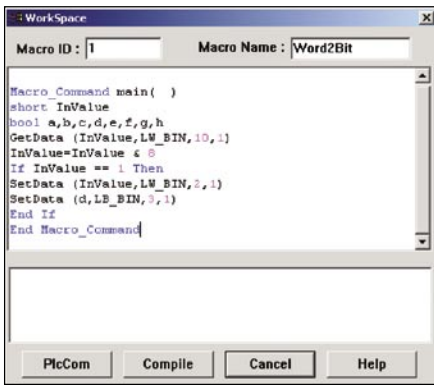 WorkSpace
Macro ID : 1 Macro Name : Word2Bit
Macro_Command main( )
short InValue
bool a,b,c,d,e,f,g,h
GetData (InValue,LW_BIN,10,1)
InValue=InValue & 8
If InValue == 1 Then
SetData (InValue,LW_BIN,2,1)
SetData (d,LB_BIN,3,1)
End If
End Macro_Command
PlcCom Compile Cancel Help